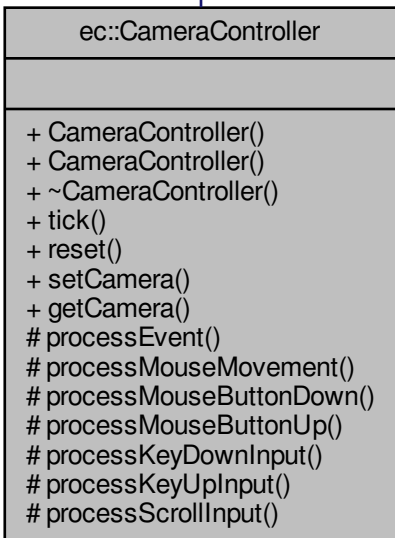 ec::CameraController
+ CameraController()
+ CameraController()
+ ~CameraController()
+ tick()
+ reset()
+ setCamera()
+ getCamera()
# processEvent()
# processMouseMovement()
# processMouseButtonDown()
# processMouseButtonUp()
# processKeyDownInput()
# processKeyUpInput()
# processScrollInput()